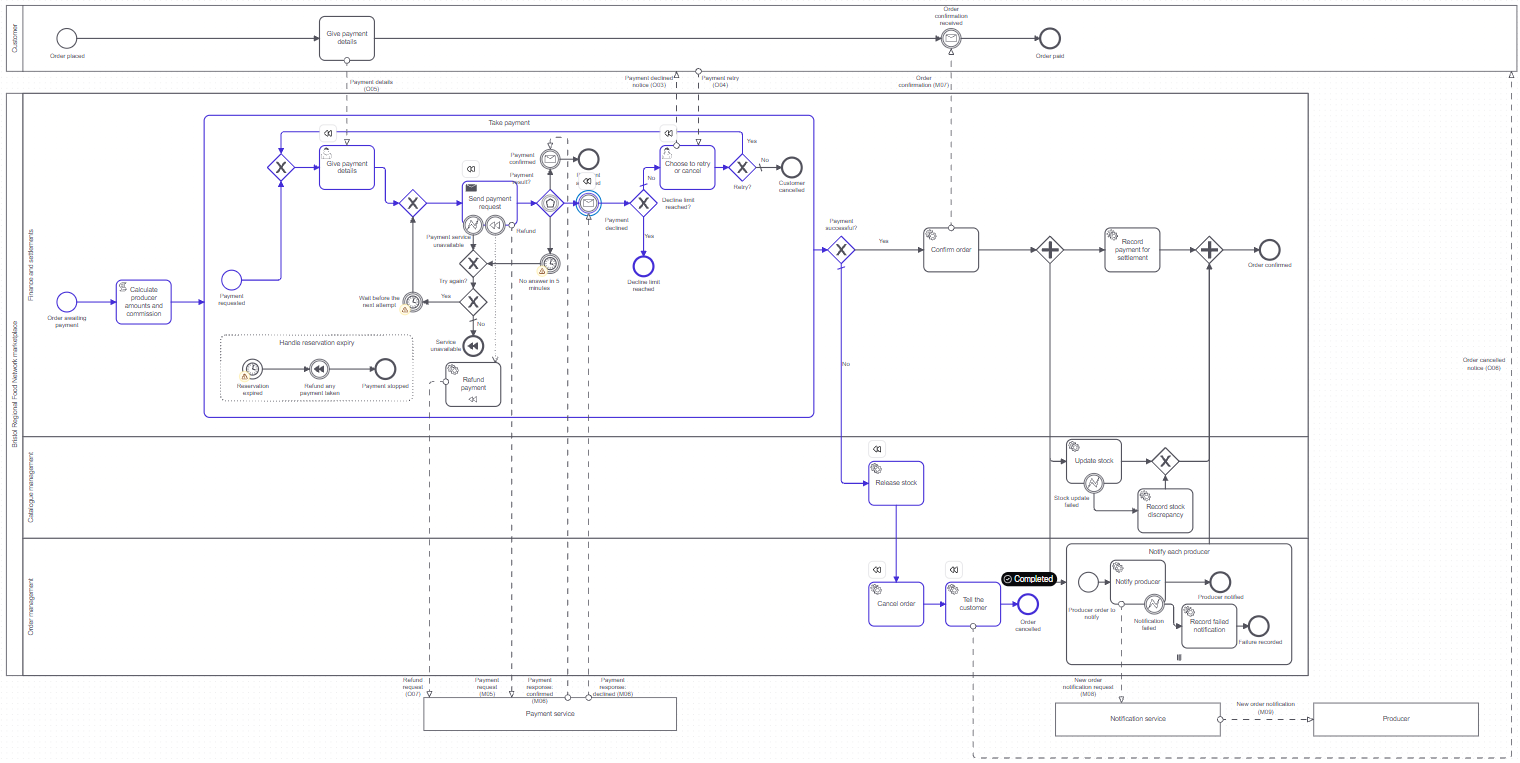 Customer
Order placed
Give payment
details
Order
confirmation
received
Order paid
Payment details
(O05)
Payment declined
notice (O03)
Payment retry
(O04)
Order
confirmation (M07)
Bristol Regional Food Network marketplace
Finance and settlements
Order awaiting
payment
Calculate
producer
amounts and
commission
Take payment
Payment
requested
Give payment
details
Send payment
request
Payment service
unavailable
Refund
Payment
confirmed
Payment
Payment
declined
No answer in 5
minutes
Try again?
Yes
Wait before the
next attempt
No
Service
unavailable
Refund
payment
Handle reservation expiry
Reservation
expired
Refund any
payment taken
Payment stopped
No
Decline limit
reached?
Yes
Decline limit
reached
Choose to retry
or cancel
Yes
No
Retry?
Customer
cancelled
Payment
successful?
Yes
No
Confirm order
Record
payment for
settlement
Order confirmed
Order cancelled
notice (O06)
Catalogue management
Release stock
Update stock
Stock update
failed
Record stock
discrepancy
Order management
Cancel order
Tell the
customer
Completed
Order
cancelled
Notify each producer
Producer order to
notify
Notify producer
Producer notified
Notification
failed
Record failed
notification
Failure recorded
Refund
request
(O07)
Payment
request
(M05)
Payment
response:
confirmed
(M06)
Payment
response:
declined (M06)
Payment service
New order
notification request
(M08)
Notification service
New order notification
(M09)
Producer